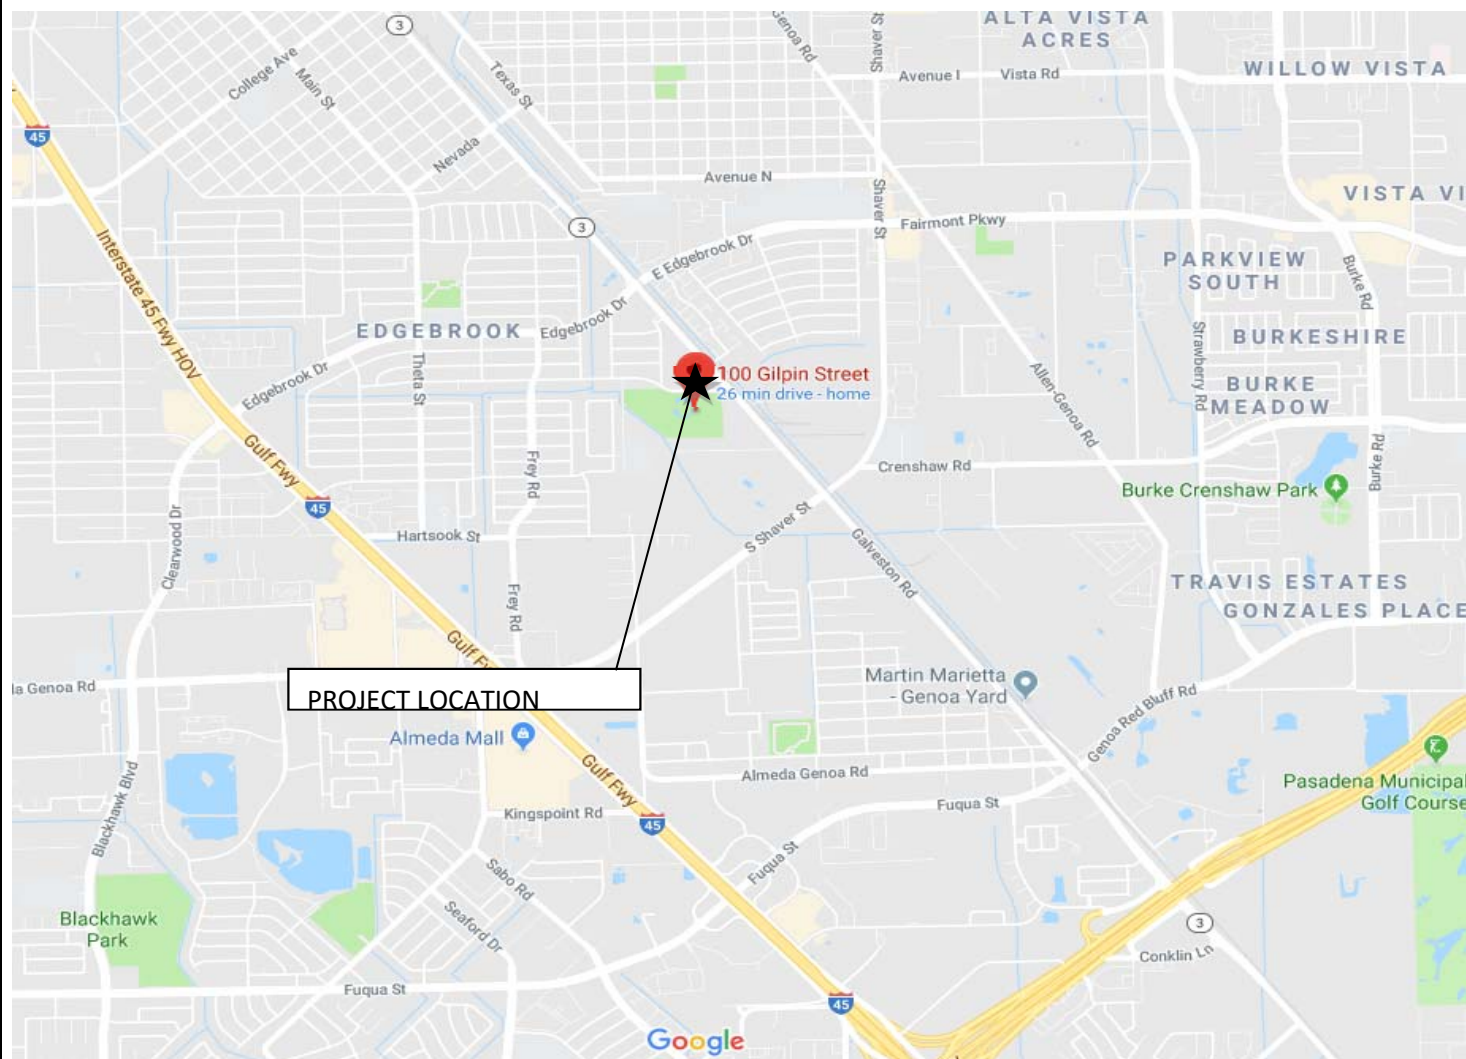 3
ALTA VISTA
ACRES
Genoa Rd
Shaver St
College Ave
Main St
Texas St
Avenue I
Vista Rd
WILLOW VISTA
45
Nevada
Avenue N
Shaver St
VISTA VI
3
Fairmont Pkwy
E Edgebrook Dr
Interstate 45 Fwy HOV
PARKVIEW
SOUTH
Burke Rd
EDGEBROOK
Edgebrook Dr
Strawberry Rd
BURKESHIRE
Edgebrook Dr
Theta St
100 Gilpin Street
26 min drive - home
Allen-Genoa Rd
BURKE
MEADOW
Gulf Fwy
Frey Rd
Crenshaw Rd
Burke Rd
Burke Crenshaw Park
45
Clearwood Dr
Hartsook St
S Shaver St
Galveston Rd
Frey Rd
TRAVIS ESTATES
GONZALES PLACE
Gulf Fw
la Genoa Rd
PROJECT LOCATION
Martin Marietta
- Genoa Yard
Genoa Red Bluff Rd
Almeda Mall
Gulf Fwy
Almeda Genoa Rd
Pasadena Municipal
Golf Course
Blackhawk Blvd
Kingspoint Rd
45
Fuqua St
Fuqua St
Sabo Rd
Seaford Dr
Blackhawk
Park
3
Conklin Ln
Fuqua St
45
Google